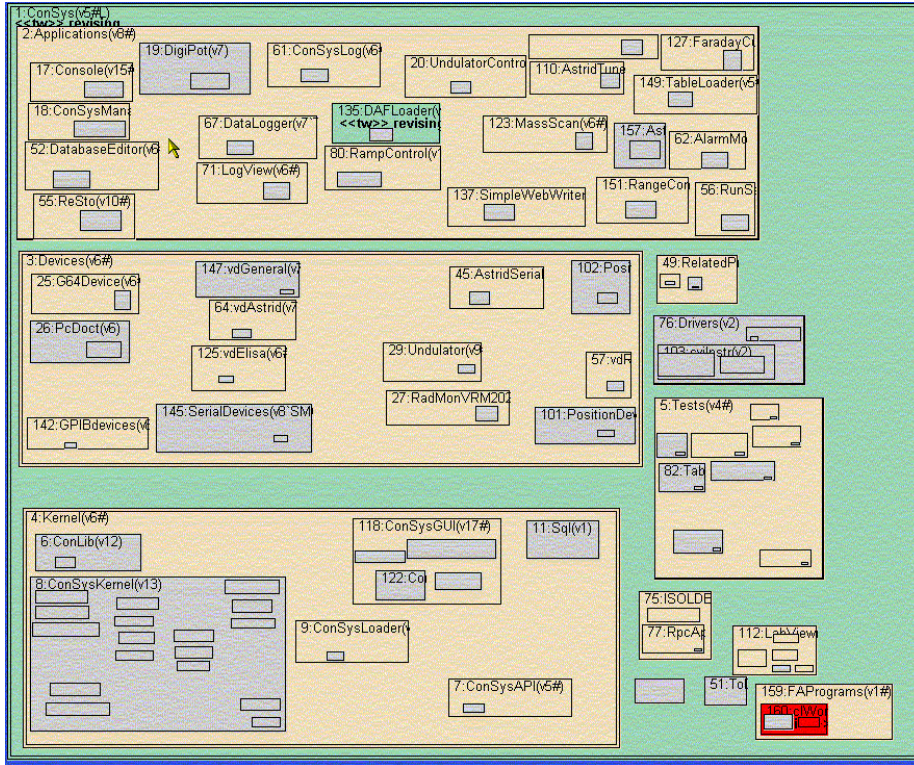 1:ConSys(v5#L)
<<tw>> revising
2:Applications(v8#
19:DigiPot(v7)
61:ConSysLog(v6#
127:FaradayCu
17:Console(v15#
20:UndulatorContro
110:AstridTune
149:TableLoader(v5#
18:ConSysMana
135:DAFLoader(v
<<tw>> revising
67:DataLogger(v7`
123:MassScan(v6#)
157:Ast
62:AlarmMo
52:DatabaseEditor(v6
80:RampControl(v
71:LogView(v6#)
137:SimpleWebWriter
151:RangeCon
56:RunS
55:ReSto(v10#)
3:Devices(v6#)
147:vdGeneral(v
45:AstridSerial
102:Posi
49:RelatedP
25:G64Device(v6
64:vdAstrid(v7
26:PcDoct(v6)
76:Drivers(v2)
125:vdElisa(v6#
29:Undulator(v9
103:cviInstr(v2)
57:vdR
27:RadMonVRM202
5:Tests(v4#)
142:GPIBdevices(v6
145:SerialDevices(v8`SM
101:PositionDev
82:Tab
4:Kernel(v6#)
118:ConSysGUI(v17#)
11:Sql(v1)
6:ConLib(v12)
122:Co
8:ConSysKernel(v13)
75:ISOLDE
9:ConSysLoader(v
77:RpcAp
112:LabView
7:ConSysAPI(v5#)
51:Tol
159:FAPrograms(v1#)